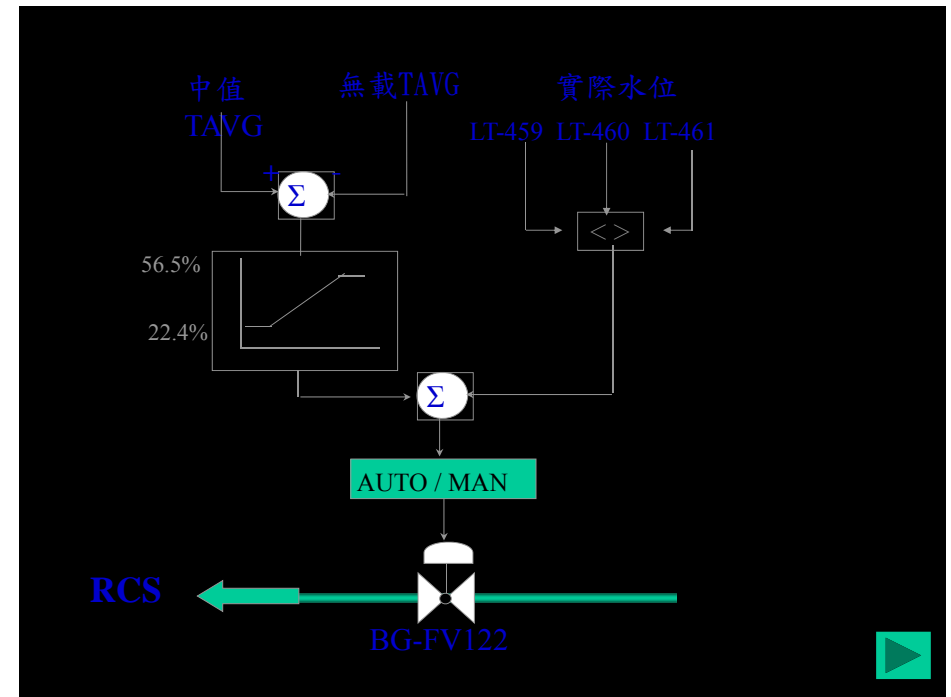 中值
TAVG
無載TAVG
實際水位
LT-459 LT-460 LT-461
+ -
Σ
< >
56.5%
22.4%
Σ
AUTO / MAN
RCS
BG-FV122